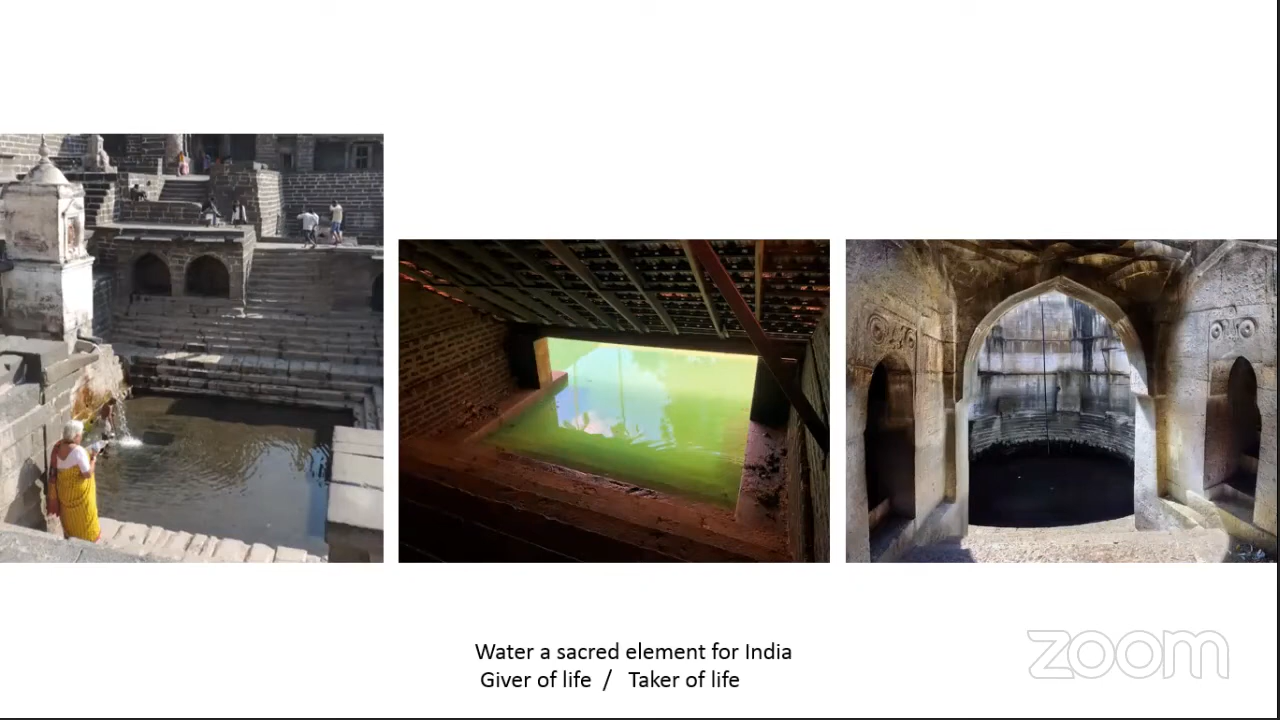 Water a sacred element for India
Giver of life / Taker of life
zoom